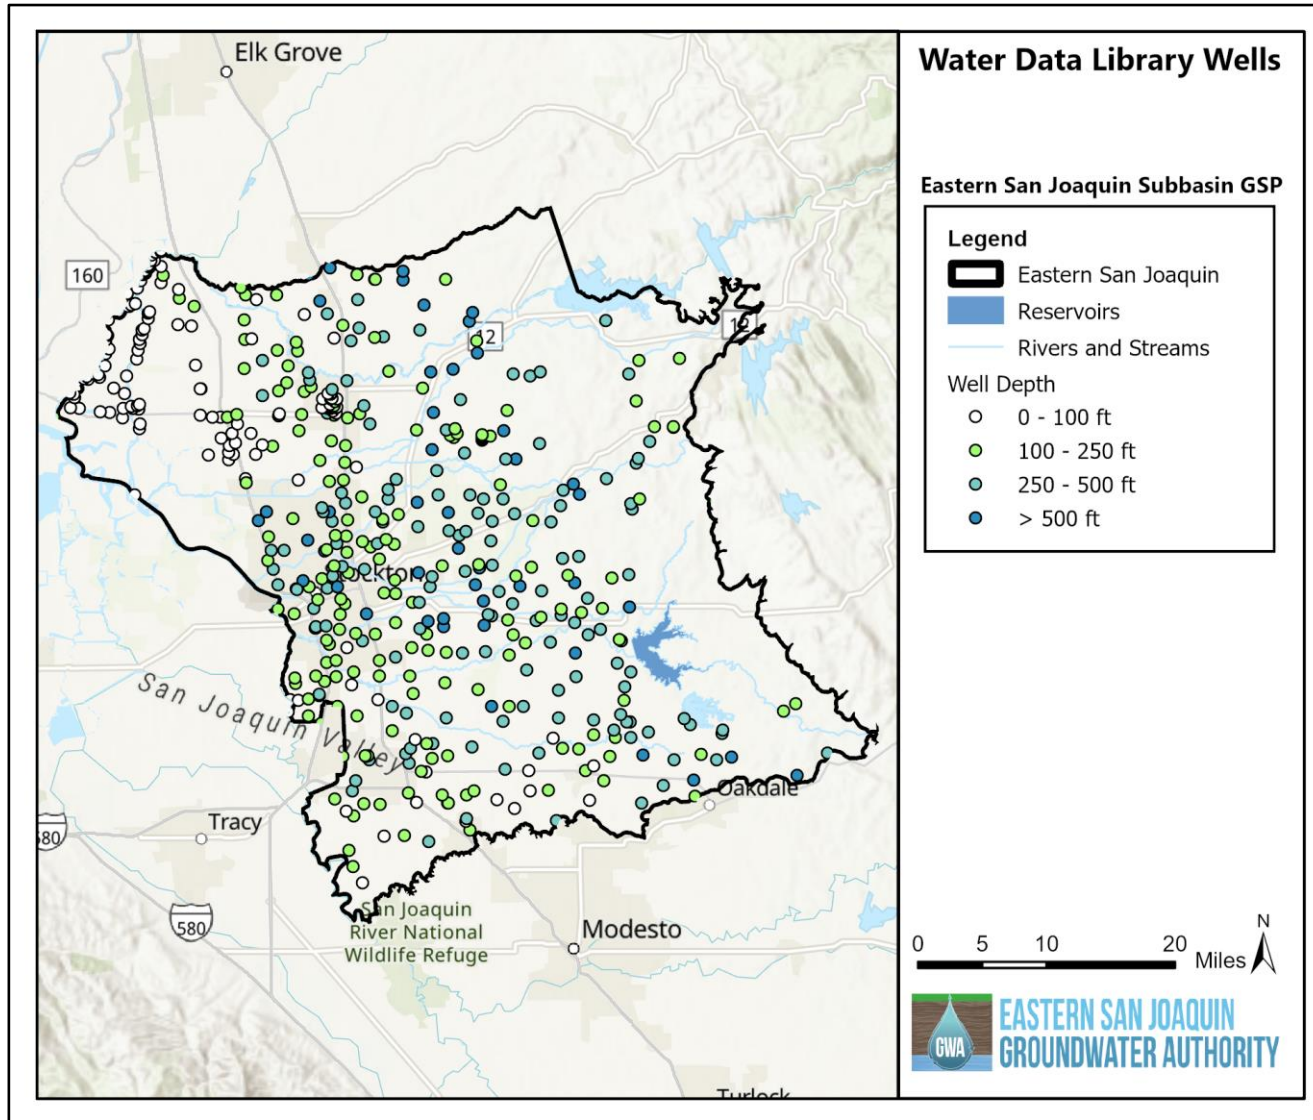 Elk Grove
160
12
12
Stockton
San Joaquin Valley
Tracy
580
580
Oakdale
San Joaquin
River National
Wildlife Refuge
Modesto
Turlock
Water Data Library Wells
Eastern San Joaquin Subbasin GSP
Legend
Eastern San Joaquin
Reservoirs
Rivers and Streams
Well Depth
0 - 100 ft
100 - 250 ft
250 - 500 ft
> 500 ft
N
0 5 10 20
Miles
GWA
EASTERN SAN JOAQUIN
GROUNDWATER AUTHORITY